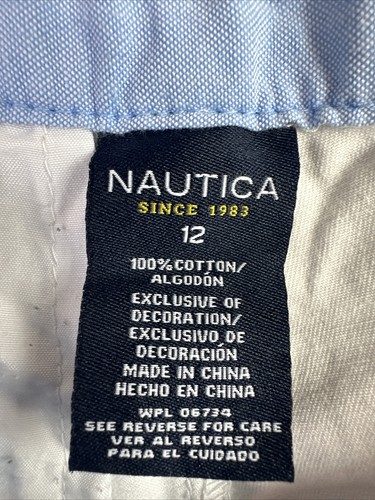 NAUTICA
SINCE 1983
12
100% COTTON/
ALGODÓN
EXCLUSIVE OF
DECORATION/
EXCLUSIVO DE
DECORACIÓN
MADE IN CHINA
HECHO EN CHINA
WPL 06734
SEE REVERSE FOR CARE
VER AL REVERSO
PARA EL CUIDADO